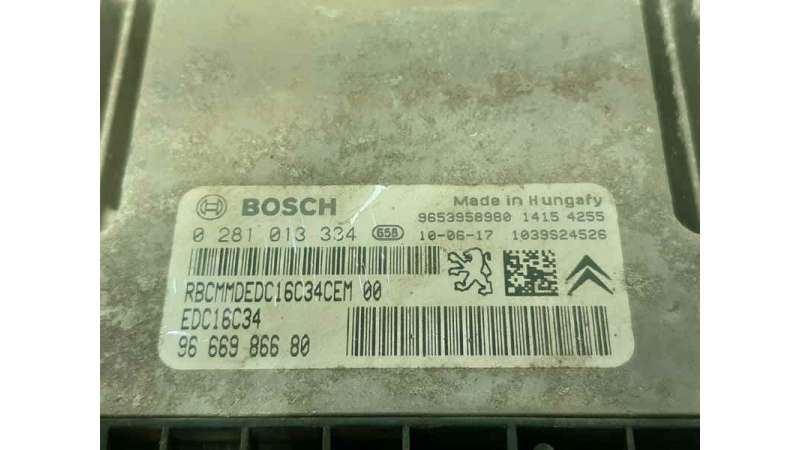 BOSCH
Made in Hungary
9653958980 1415 4255
0 281 013 334 G5B 10-06-17 1039S24526
RBCMMDEDC16C34CEM 00
EDC16C34
96 669 866 80